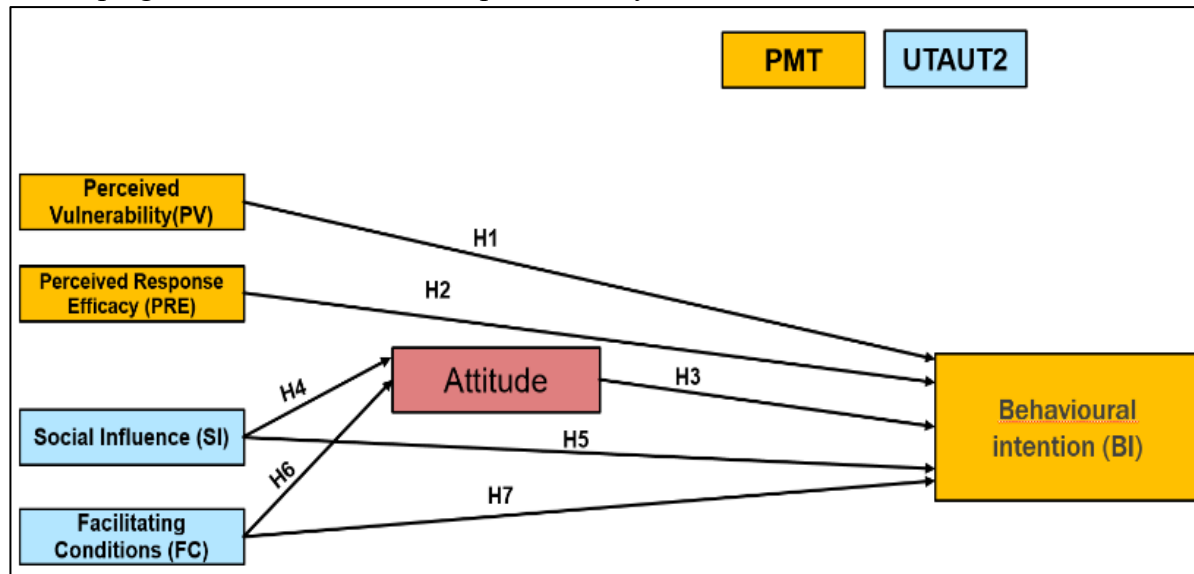 PMT
UTAUT2
Perceived
Vulnerability(PV)
H1
Perceived Response
Efficacy (PRE)
H2
Attitude
H3
H4
Behavioural
intention (BI)
Social Influence (SI)
H5
H6
H7
Facilitating
Conditions (FC)